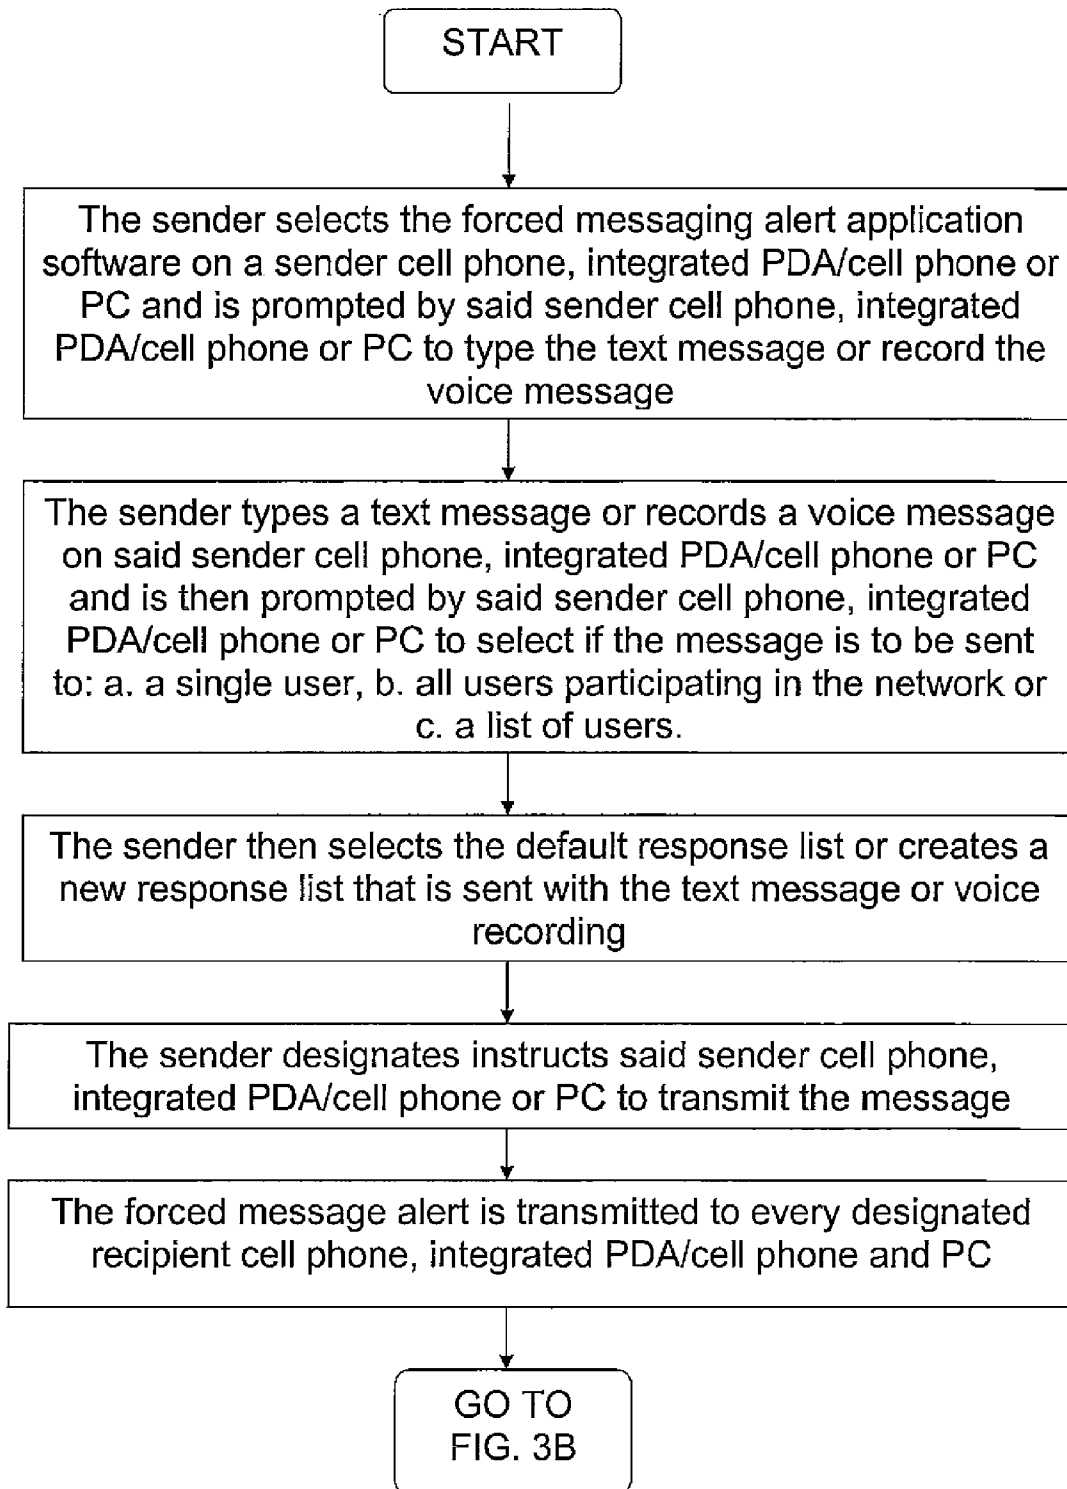 START
The sender selects the forced messaging alert application
software on a sender cell phone, integrated PDA/cell phone or
PC and is prompted by said sender cell phone, integrated
PDA/cell phone or PC to type the text message or record the
voice message
The sender types a text message or records a voice message
on said sender cell phone, integrated PDA/cell phone or PC
and is then prompted by said sender cell phone, integrated
PDA/cell phone or PC to select if the message is to be sent
to: a. a single user, b. all users participating in the network or
c. a list of users.
The sender then selects the default response list or creates a
new response list that is sent with the text message or voice
recording
The sender designates instructs said sender cell phone,
integrated PDA/cell phone or PC to transmit the message
The forced message alert is transmitted to every designated
recipient cell phone, integrated PDA/cell phone and PC
GO TO
FIG. 3B